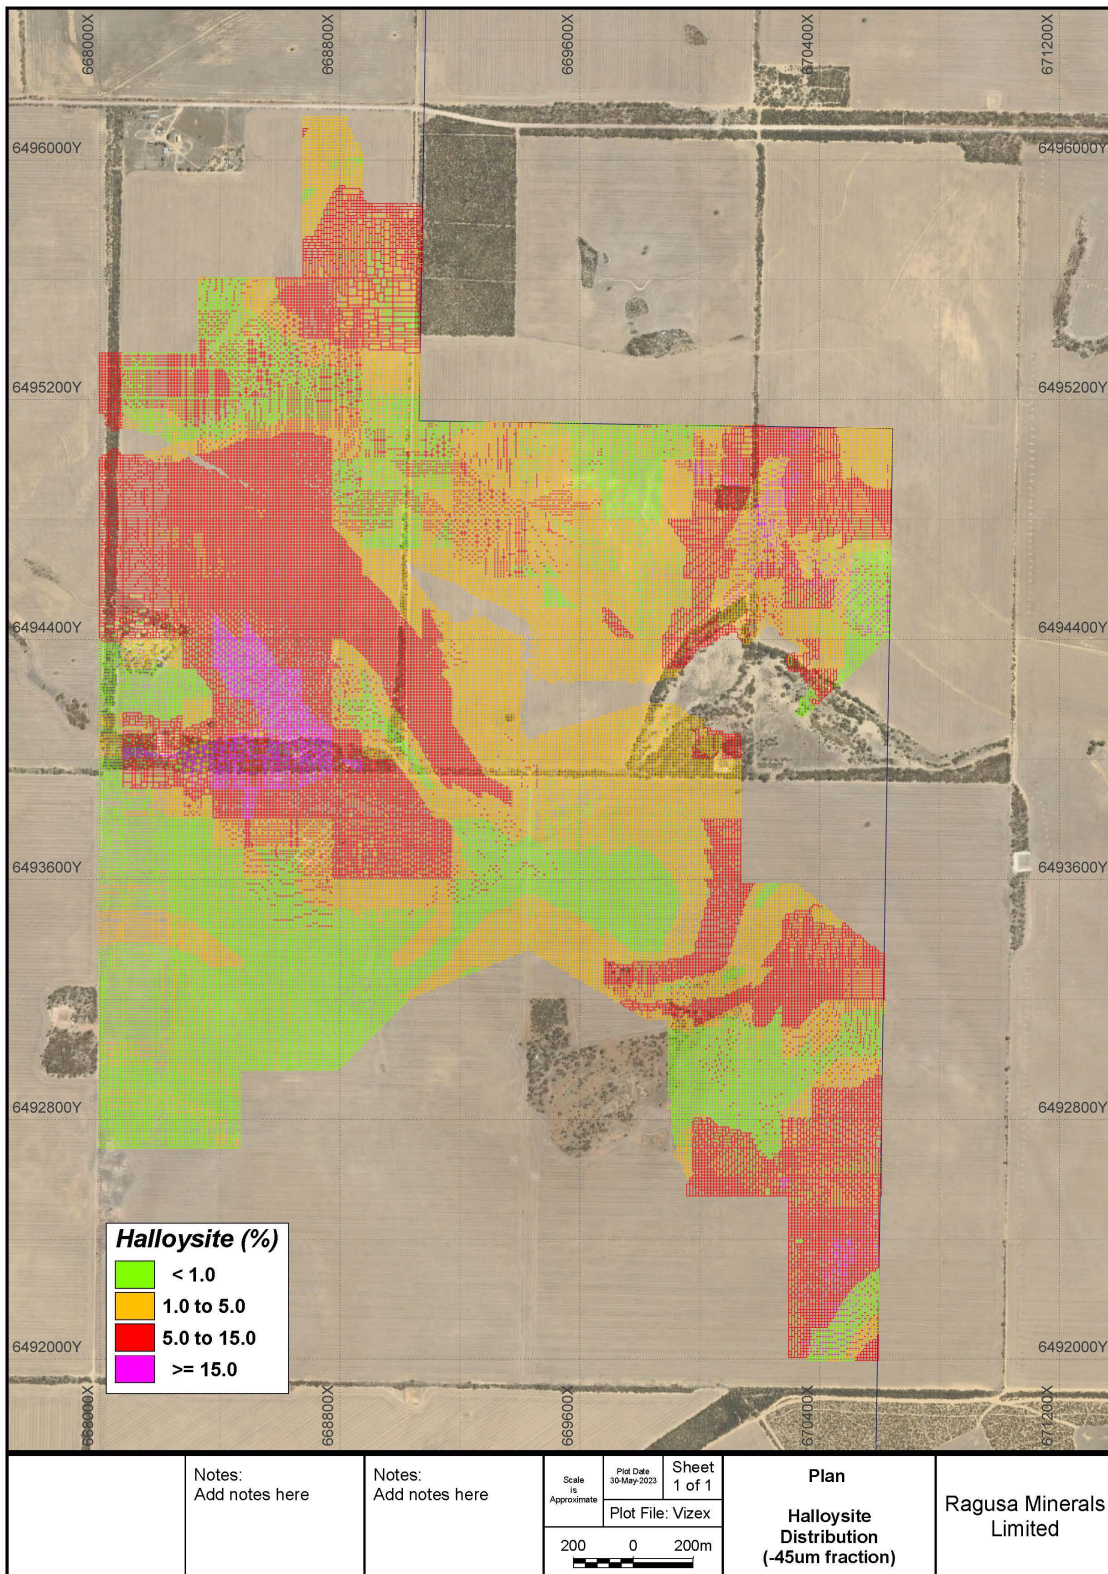 668000X
668800X
669600X
670400X
671200X
6496000Y
6496000Y
6495200Y
6495200Y
6494400Y
6494400Y
6493600Y
6493600Y
6492800Y
6492800Y
6492000Y
6492000Y
Halloysite (%)
< 1.0
1.0 to 5.0
5.0 to 15.0
>= 15.0
668000X
668800X
669600X
670400X
671200X
Notes:
Add notes here
Notes:
Add notes here
Scale
is
Approximate
Plot Date
30-May-2023
Sheet
1 of 1
Plot File: Vizex
200 0 200m
Plan
Halloysite
Distribution
(-45um fraction)
Ragusa Minerals
Limited